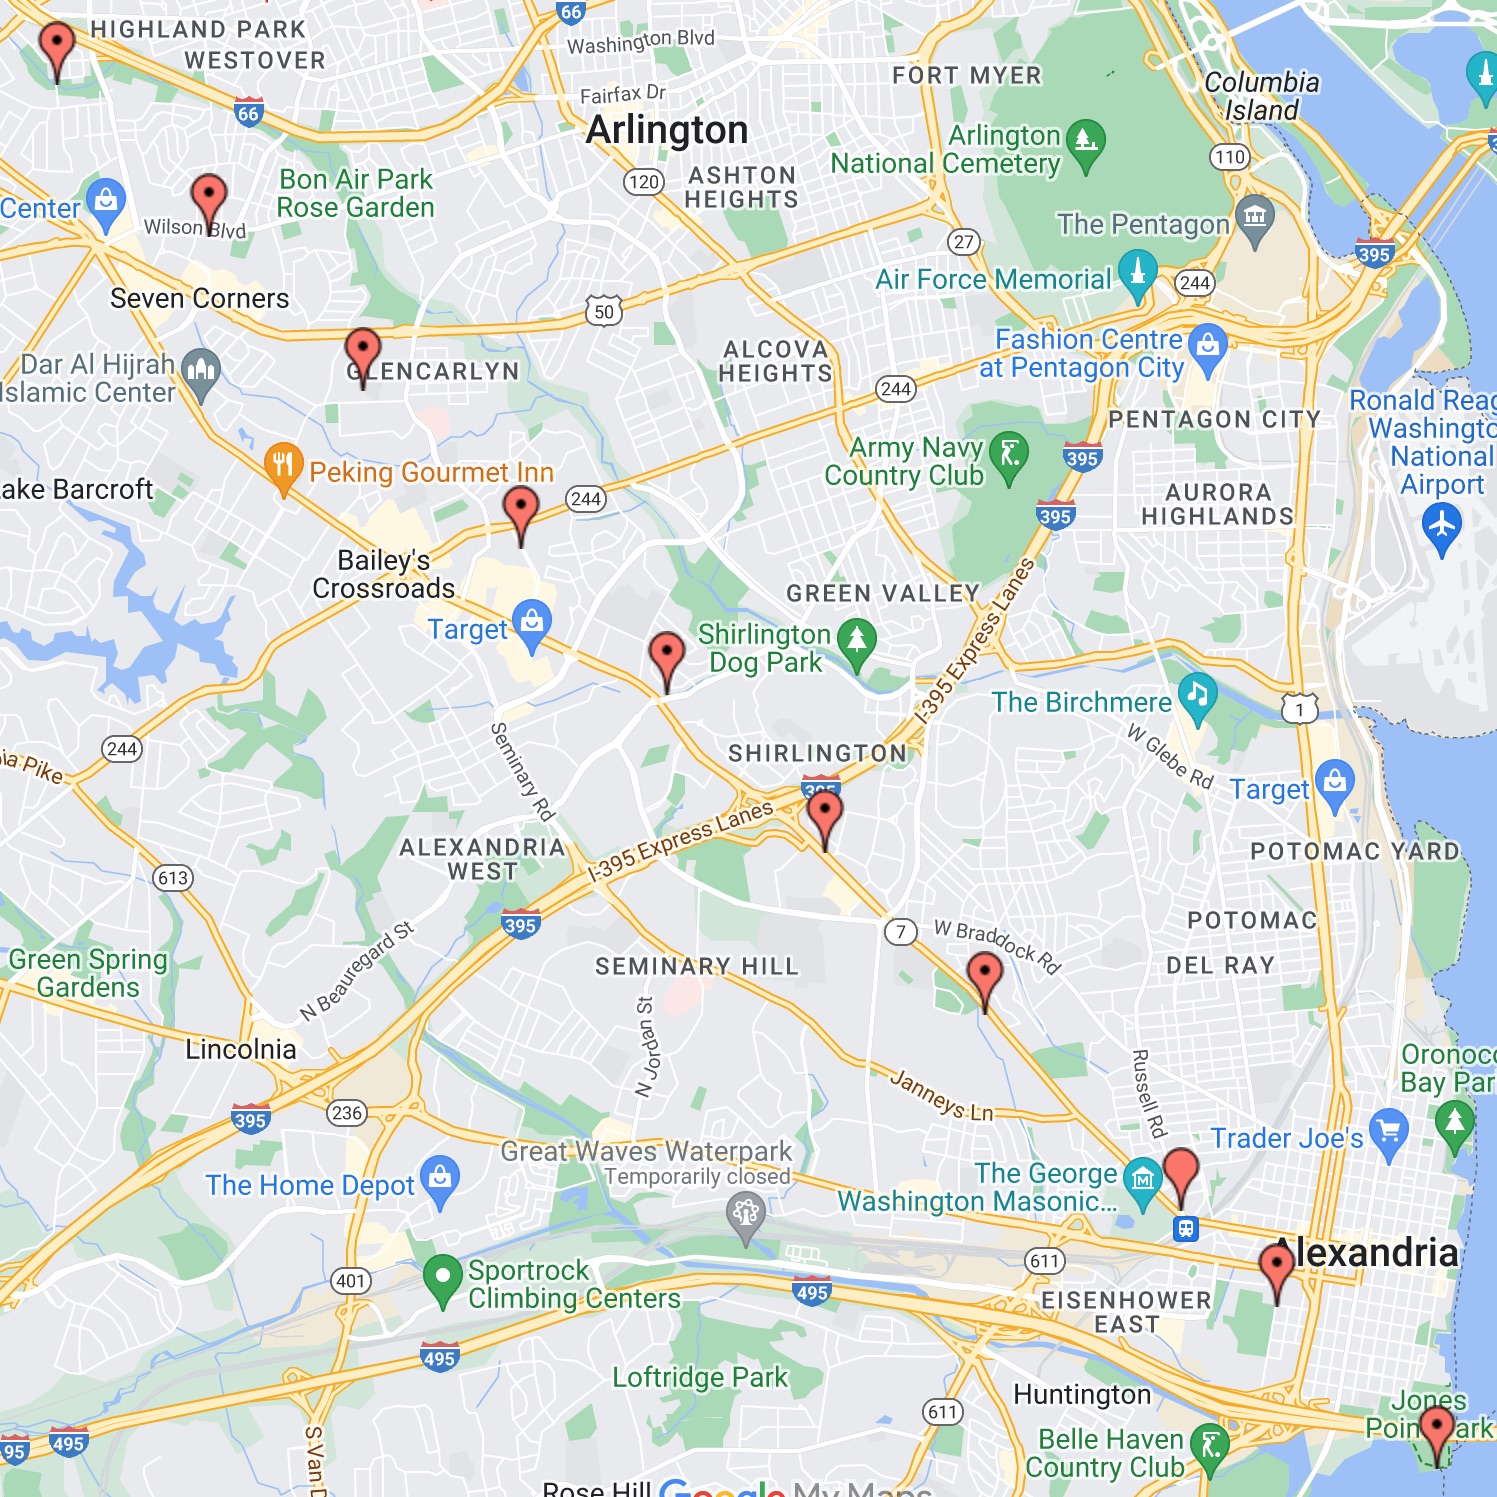 HIGHLAND PARK
WESTOVER
66
Washington Blvd
Fairfax Dr
FORT MYER
Columbia
Island
66
Arlington
120
ASHTON
HEIGHTS
Arlington
National Cemetery
110
Bon Air Park
Rose Garden
Center
Wilson Blvd
The Pentagon
27
395
Air Force Memorial
244
Seven Corners
50
Dar Al Hijrah
Islamic Center
GLENCARLYN
ALCOVA
HEIGHTS
Fashion Centre
at Pentagon City
244
PENTAGON CITY
Ronald Reag
Washingto
National
Airport
Army Navy
Country Club
395
Peking Gourmet Inn
244
ake Barcroft
AURORA
HIGHLANDS
395
Bailey's
Crossroads
GREEN VALLEY
Target
Shirlington
Dog Park
I-395 Express Lanes
The Birchmere
1
244
ia Pike
Seminary Rd
SHIRLINGTON
W Glebe Rd
Target
395
I-395 Express Lanes
ALEXANDRIA
WEST
POTOMAC YARD
613
395
7
W Braddock Rd
POTOMAC
DEL RAY
Green Spring
Gardens
N Beauregard St
SEMINARY HILL
N Jordan St
Lincolnia
Janneys Ln
Russell Rd
Oronoco
Bay Par
395
236
Great Waves Waterpark
Temporarily closed
Trader Joe's
The Home Depot
The George
Washington Masonic...
Alexandria
611
401
Sportrock
Climbing Centers
495
EISENHOWER
EAST
495
Loftridge Park
Huntington
611
Jones
Point Park
95
495
S Van D
Belle Haven
Country Club
Rose Hill
Google My Maps